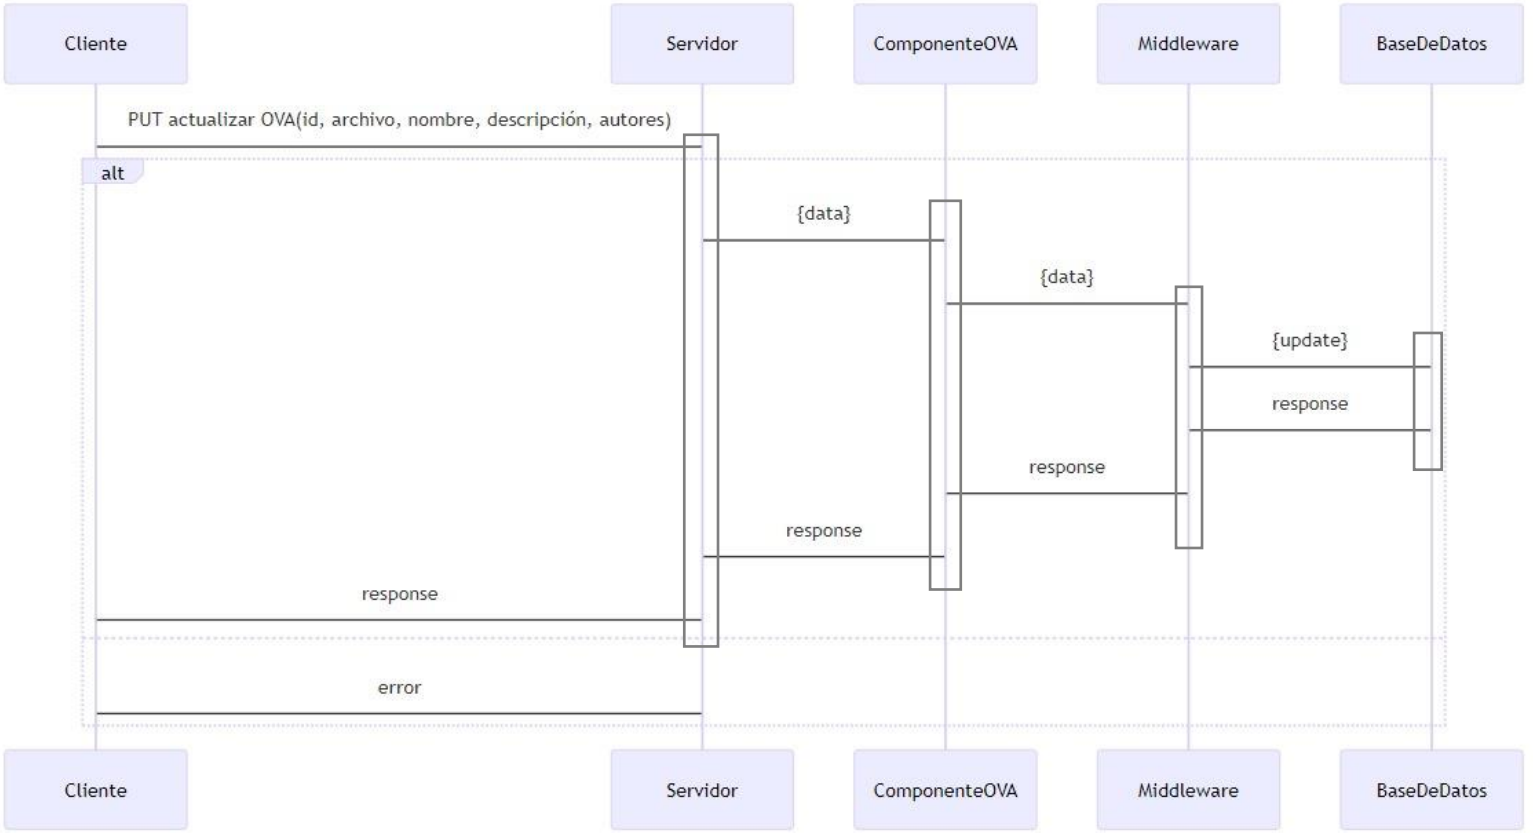 Cliente
Servidor
ComponenteOVA
Middleware
BaseDeDatos
PUT actualizar OVA(id, archivo, nombre, descripción, autores)
alt
{data}
{data}
{update}
response
response
response
response
error
Cliente
Servidor
ComponenteOVA
Middleware
BaseDeDatos